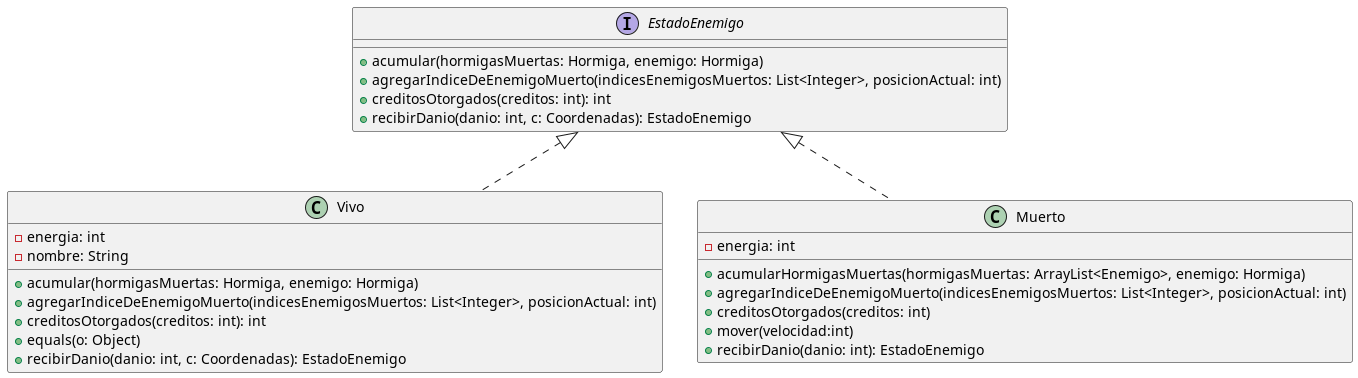 I EstadoEnemigo
acumular(hormigasMuertas: Hormiga, enemigo: Hormiga)
agregarIndiceDeEnemigoMuerto(indicesEnemigosMuertos: List<Integer>, posicionActual: int)
creditosOtorgados(creditos: int): int
recibirDanio(danio: int, c: Coordenadas): EstadoEnemigo
C Vivo
energia: int
nombre: String
acumular(hormigasMuertas: Hormiga, enemigo: Hormiga)
agregarIndiceDeEnemigoMuerto(indicesEnemigosMuertos: List<Integer>, posicionActual: int)
creditosOtorgados(creditos: int): int
equals(o: Object)
recibirDanio(danio: int, c: Coordenadas): EstadoEnemigo
C Muerto
energia: int
acumularHormigasMuertas(hormigasMuertas: ArrayList<Enemigo>, enemigo: Hormiga)
agregarIndiceDeEnemigoMuerto(indicesEnemigosMuertos: List<Integer>, posicionActual: int)
creditosOtorgados(creditos: int)
mover(velocidad:int)
recibirDanio(danio: int): EstadoEnemigo